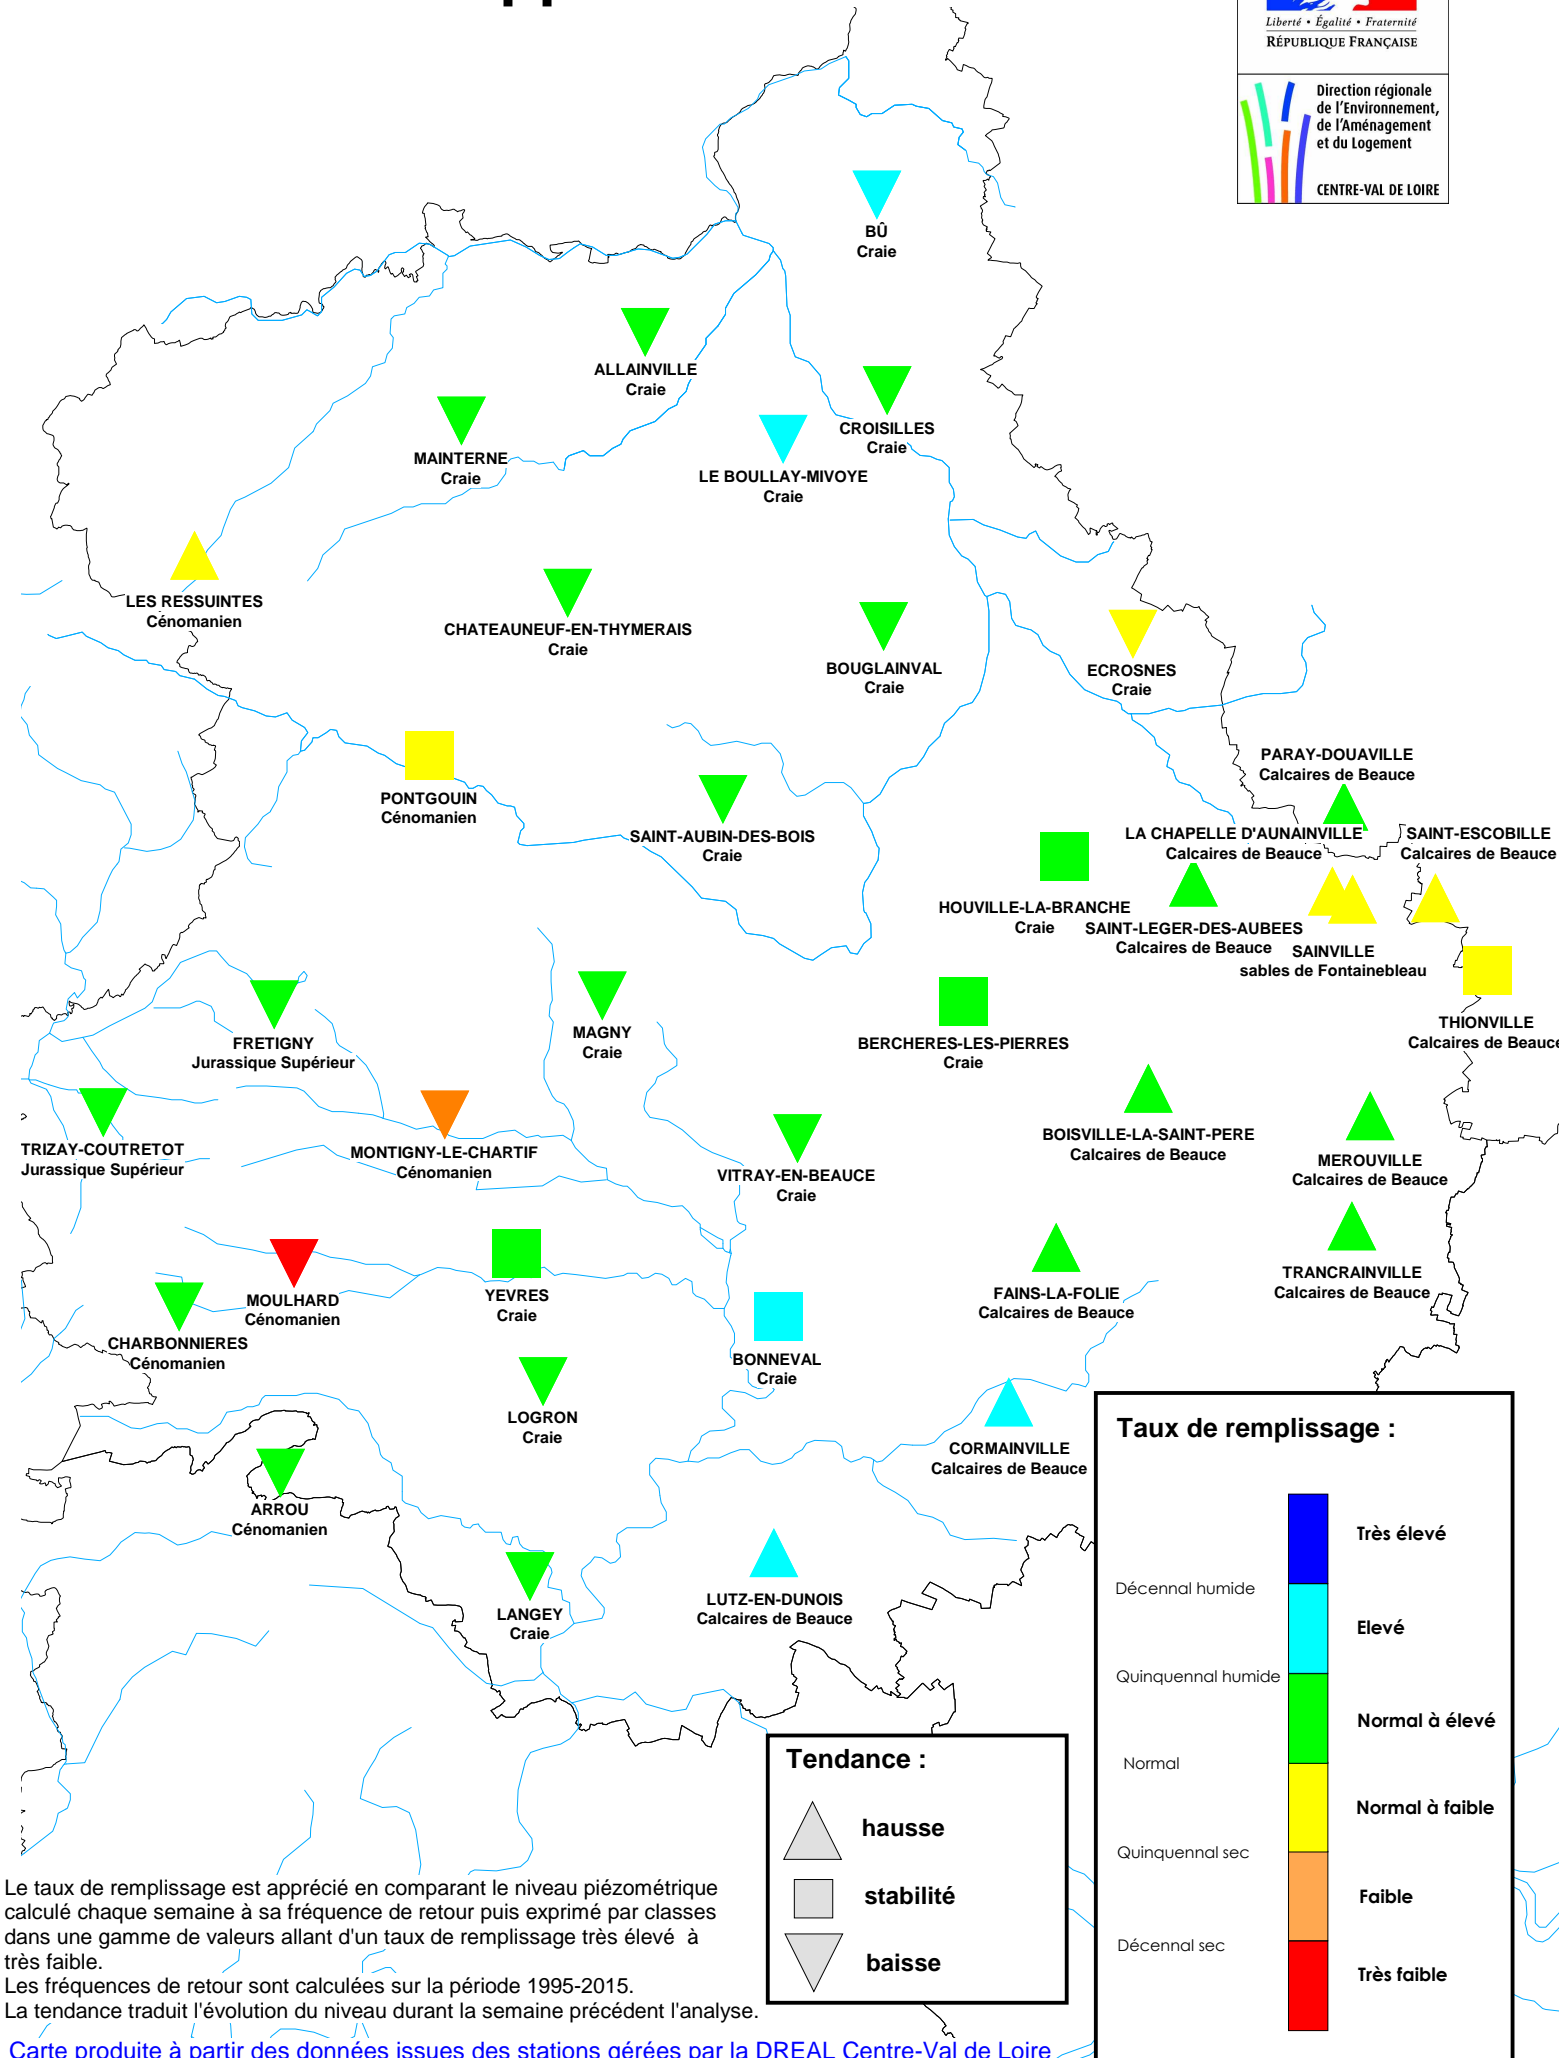 Liberté • Égalité • Fraternité
RÉPUBLIQUE FRANÇAISE
Direction régionale
de l'Environnement,
de l'Aménagement
et du Logement
CENTRE-VAL DE LOIRE
BÛ
Craie
ALLAINVILLE
Craie
CROISILLES
Craie
MAINTERNE
Craie
LE BOULLAY-MIVOYE
Craie
LES RESSUINTES
Cénomanien
CHATEAUNEUF-EN-THYMERAIS
Craie
BOUGLAINVAL
Craie
ECROSNES
Craie
PARAY-DOUAVILLE
Calcaires de Beauce
PONTGOUIN
Cénomanien
SAINT-AUBIN-DES-BOIS
Craie
LA CHAPELLE D'AUNAINVILLE
Calcaires de Beauce
SAINT-ESCOBILLE
Calcaires de Beauce
HOUVILLE-LA-BRANCHE
Craie
SAINT-LEGER-DES-AUBEES
Calcaires de Beauce
SAINVILLE
sables de Fontainebleau
THIONVILLE
Calcaires de Beauce
FRETIGNY
Jurassique Supérieur
MAGNY
Craie
BERCHERES-LES-PIERRES
Craie
TRIZAY-COUTRETOT
Jurassique Supérieur
MONTIGNY-LE-CHARTIF
Cénomanien
VITRAY-EN-BEAUCE
Craie
BOISVILLE-LA-SAINT-PERE
Calcaires de Beauce
MEROUVILLE
Calcaires de Beauce
MOULHARD
Cénomanien
YEVRES
Craie
FAINS-LA-FOLIE
Calcaires de Beauce
TRANCRAINVILLE
Calcaires de Beauce
CHARBONNIERES
Cénomanien
BONNEVAL
Craie
LOGRON
Craie
CORMAINVILLE
Calcaires de Beauce
ARROU
Cénomanien
LANGEY
Craie
LUTZ-EN-DUNOIS
Calcaires de Beauce
Taux de remplissage :
Très élevé
Décennal humide
Elevé
Quinquennal humide
Normal à élevé
Normal
Normal à faible
Quinquennal sec
Faible
Décennal sec
Très faible
Tendance :
hausse
stabilité
baisse
Le taux de remplissage est apprécié en comparant le niveau piézométrique
calculé chaque semaine à sa fréquence de retour puis exprimé par classes
dans une gamme de valeurs allant d'un taux de remplissage très élevé à
très faible.
Les fréquences de retour sont calculées sur la période 1995-2015.
La tendance traduit l'évolution du niveau durant la semaine précédent l'analyse.
Carte produite à partir des données issues des stations gérées par la DREAL Centre-Val de Loire